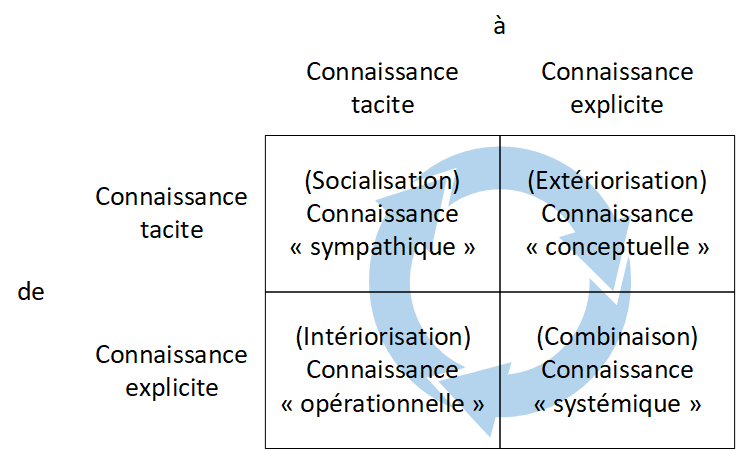 à
Connaissance
tacite
Connaissance
explicite
Connaissance
tacite
(Socialisation)
Connaissance
« sympathique »
(Extériorisation)
Connaissance
« conceptuelle »
de
Connaissance
explicite
(Intériorisation)
Connaissance
« opérationnelle »
(Combinaison)
Connaissance
« systémique »